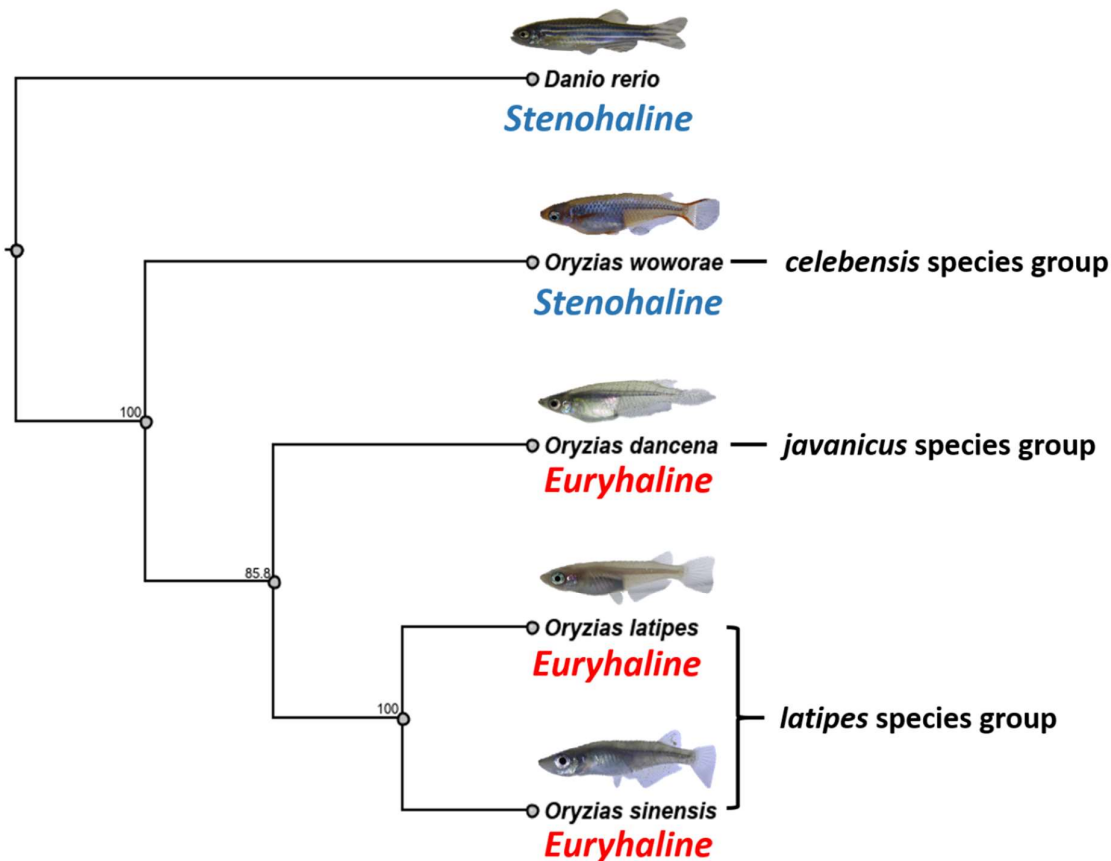 Danio rerio
Stenohaline
Oryzias woworae
celebensis species group
Stenohaline
100
Oryzias dancena
javanicus species group
Euryhaline
85.8
Oryzias latipes
Euryhaline
100
latipes species group
Oryzias sinensis
Euryhaline